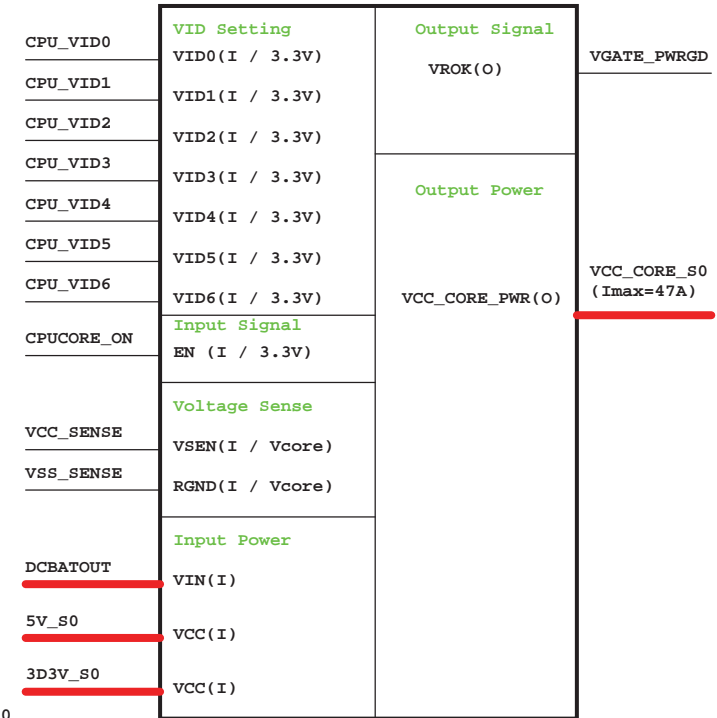 CPU_VID0
CPU_VID1
CPU_VID2
CPU_VID3
CPU_VID4
CPU_VID5
CPU_VID6
CPUCORE_ON
VCC_SENSE
VSS_SENSE
DCBATOUT
5V_S0
3D3V_S0
0
VID Setting
VID0(I / 3.3V)
VID1(I / 3.3V)
VID2(I / 3.3V)
VID3(I / 3.3V)
VID4(I / 3.3V)
VID5(I / 3.3V)
VID6(I / 3.3V)
Input Signal
EN (I / 3.3V)
Voltage Sense
VSEN(I / Vcore)
RGND(I / Vcore)
Input Power
VIN(I)
VCC(I)
VCC(I)
Output Signal
VROK(O)
Output Power
VCC_CORE_PWR(O)
VGATE_PWRGD
VCC_CORE_S0
(Imax=47A)